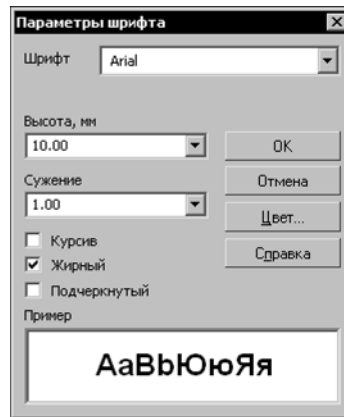 Параметры шрифта
Шрифт Arial
Высота, мм
10.00
OK
Сужение
Отмена
1.00
Цвет...
Курсив
Справка
Жирный
Подчеркнутый
Пример
АаВbЮюЯя